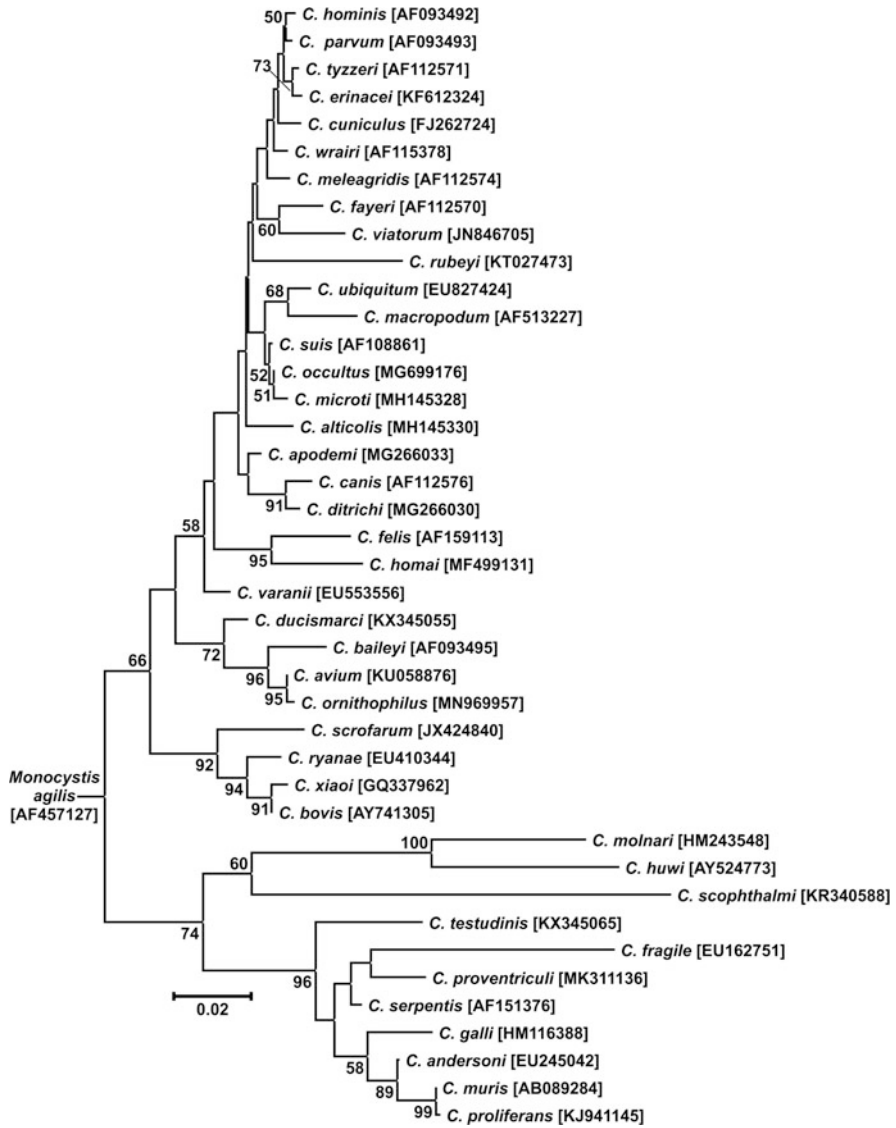 50
C. hominis [AF093492]
C. parvum [AF093493]
73
C. tyzzeri [AF112571]
C. erinacei [KF612324]
C. cuniculus [FJ262724]
C. wrairi [AF115378]
C. meleagridis [AF112574]
C. fayeri [AF112570]
60
C. viatorum [JN846705]
C. rubeyi [KT027473]
68
C. ubiquitum [EU827424]
C. macropodum [AF513227]
C. suis [AF108861]
52
C. occultus [MG699176]
51
C. microti [MH145328]
C. alticolis [MH145330]
C. apodemi [MG266033]
C. canis [AF112576]
91
C. ditrichi [MG266030]
58
C. felis [AF159113]
95
C. homai [MF499131]
C. varanii [EU553556]
C. ducismarci [KX345055]
72
C. baileyi [AF093495]
66
96
C. avium [KU058876]
95
C. ornithophilus [MN969957]
C. scrofarum [JX424840]
92
C. ryanae [EU410344]
94
C. xiaoi [GQ337962]
91
C. bovis [AY741305]
Monocystis
agilis
[AF457127]
100
C. molnari [HM243548]
60
C. huwi [AY524773]
C. scophthalmi [KR340588]
74
C. testudinis [KX345065]
96
C. fragile [EU162751]
C. proventriculi [MK311136]
C. serpentis [AF151376]
0.02
C. galli [HM116388]
58
C. andersoni [EU245042]
89
C. muris [AB089284]
99
C. proliferans [KJ941145]